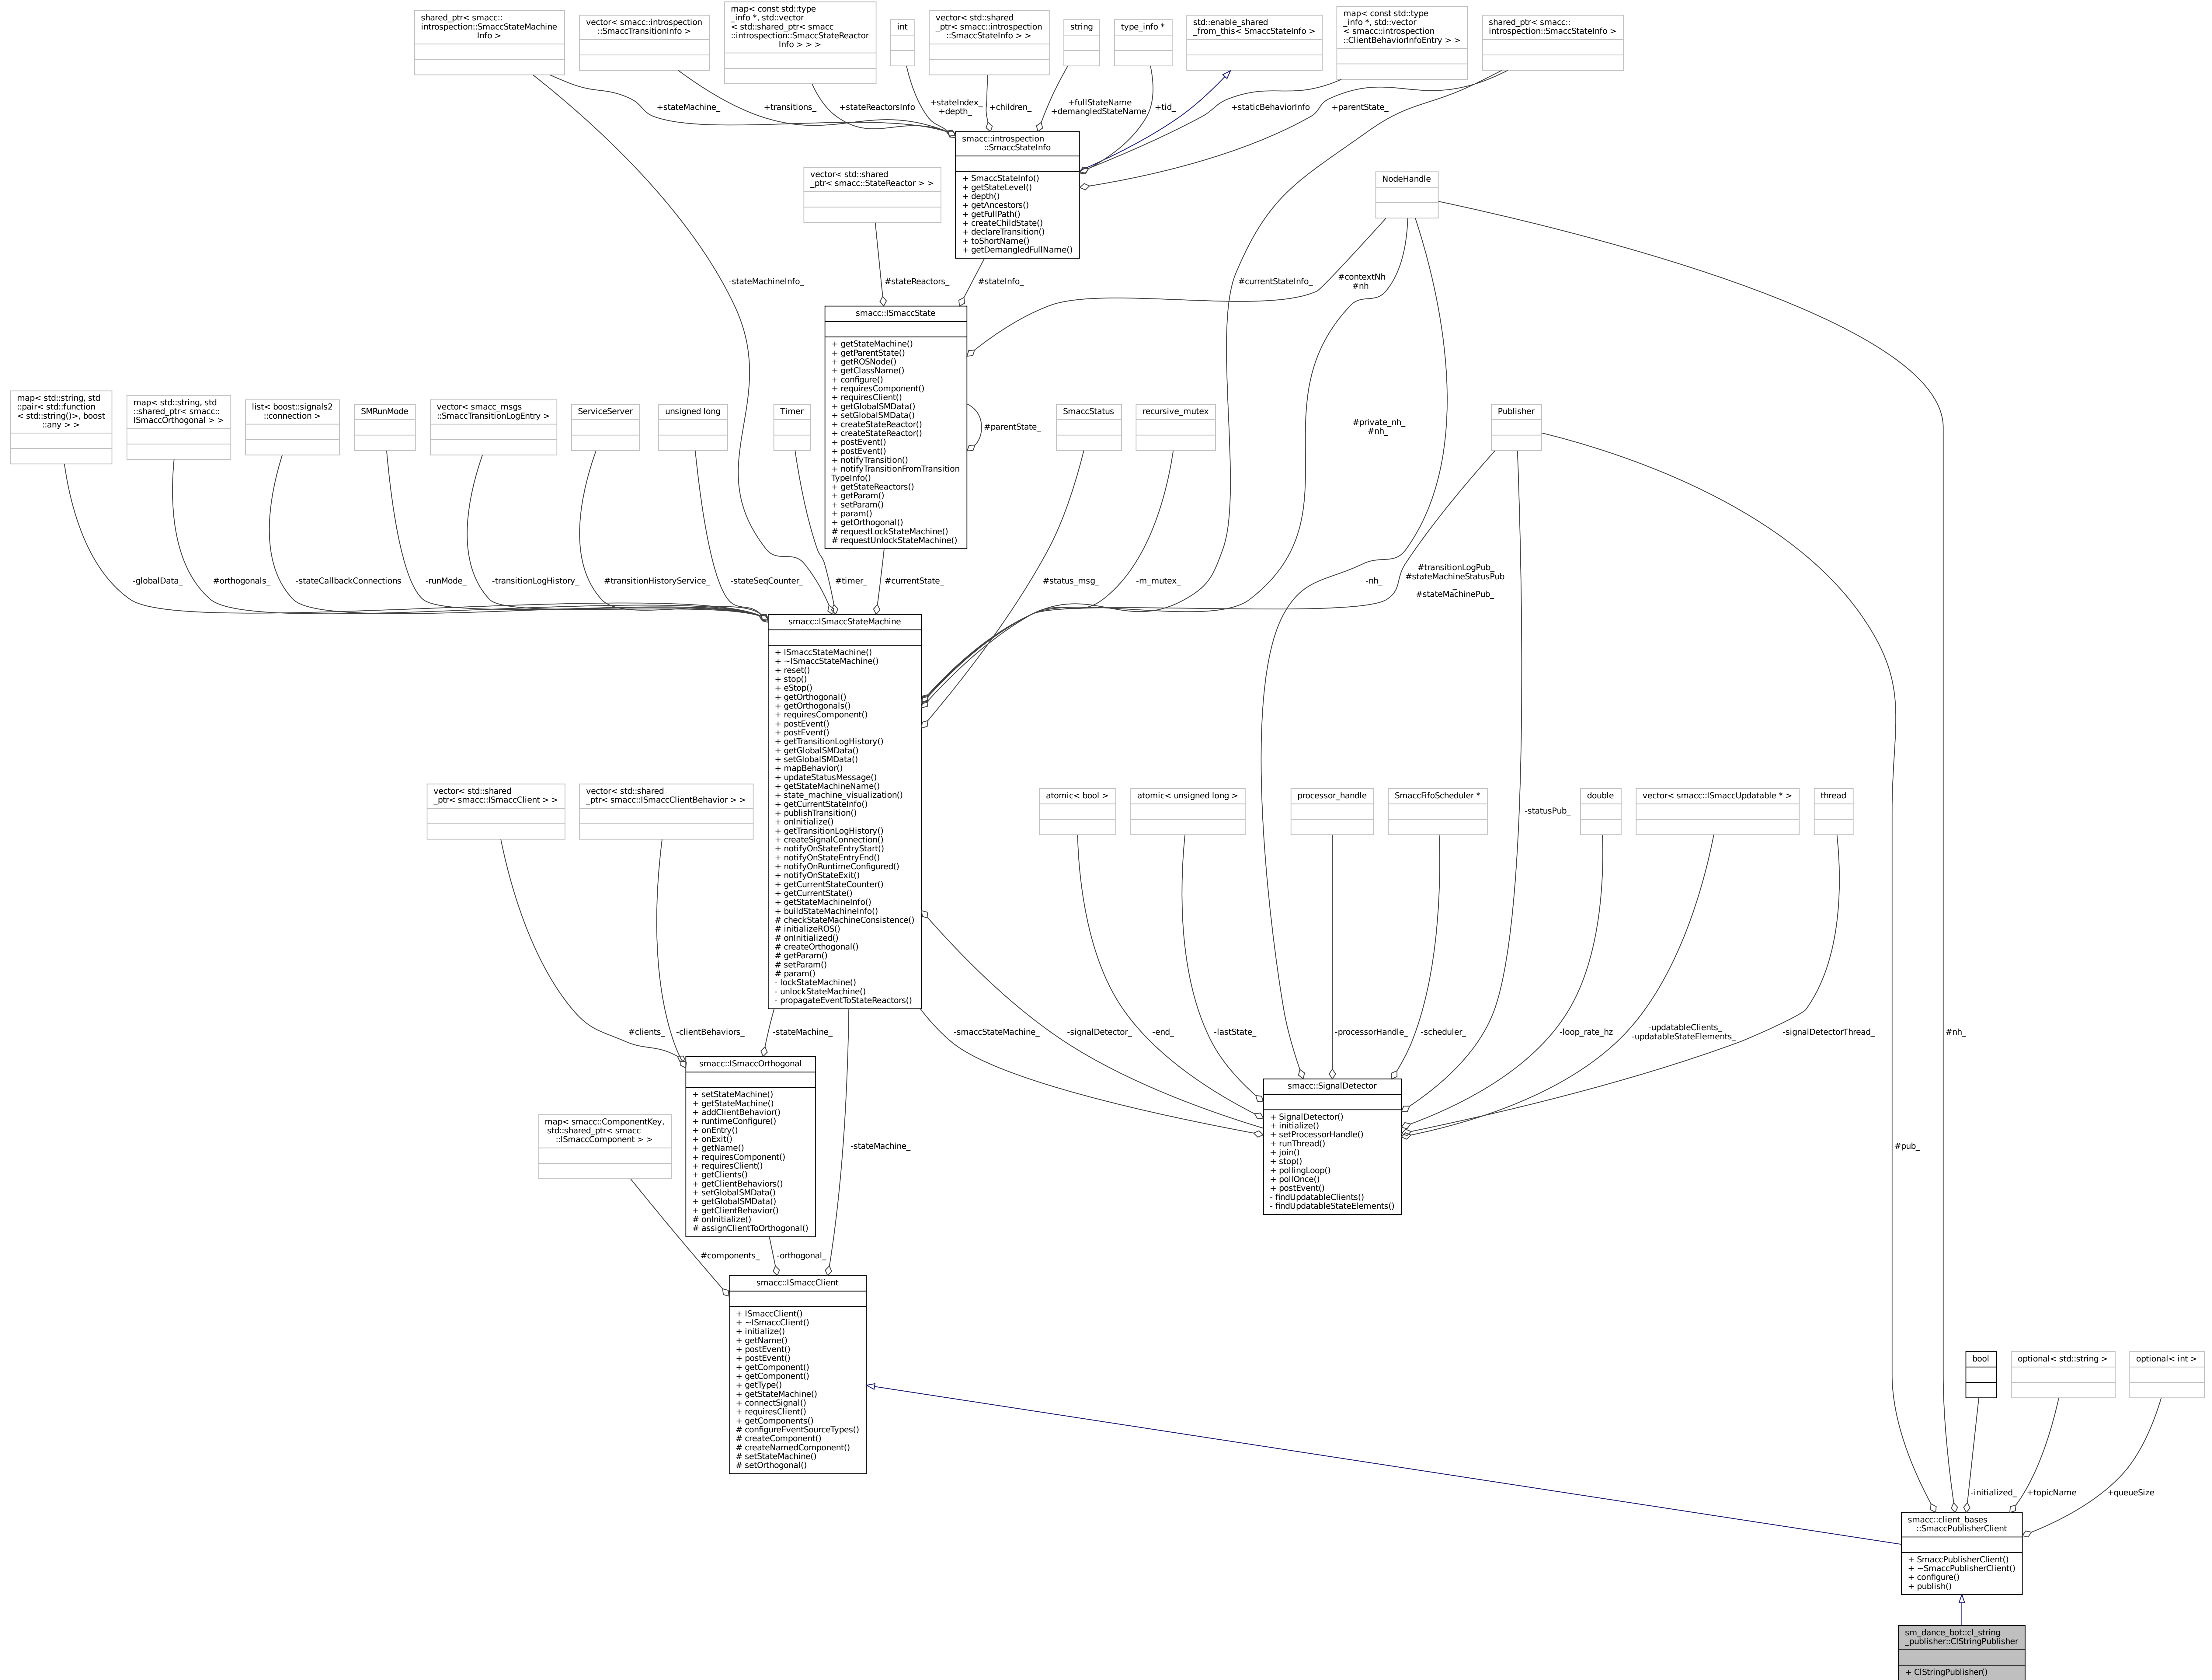 shared_ptr< smacc::
introspection::SmaccStateMachine
Info >
vector< smacc::introspection
::SmaccTransitionInfo >
map< const std::type
_info *, std::vector
< std::shared_ptr< smacc
::introspection::SmaccStateReactor
Info > > >
int
vector< std::shared
_ptr< smacc::introspection
::SmaccStateInfo > >
string
type_info *
std::enable_shared
_from_this< SmaccStateInfo >
map< const std::type
_info *, std::vector
< smacc::introspection
::ClientBehaviorInfoEntry > >
shared_ptr< smacc::
introspection::SmaccStateInfo >
+stateMachine_
+transitions_
+stateReactorsInfo
+stateIndex_
+depth_
+children_
+fullStateName
+demangledStateName
+tid_
+staticBehaviorInfo
+parentState_
smacc::introspection
::SmaccStateInfo
+ SmaccStateInfo()
+ getStateLevel()
+ depth()
+ getAncestors()
+ getFullPath()
+ createChildState()
+ declareTransition()
+ toShortName()
+ getDemangledFullName()
vector< std::shared
_ptr< smacc::StateReactor > >
NodeHandle
-stateMachineInfo_
#stateReactors_
#stateInfo_
#currentStateInfo_
#contextNh
#nh
smacc::ISmaccState
+ getStateMachine()
+ getParentState()
+ getROSNode()
+ getClassName()
+ configure()
+ requiresComponent()
+ requiresClient()
+ getGlobalSMData()
+ setGlobalSMData()
+ createStateReactor()
+ createStateReactor()
+ postEvent()
+ postEvent()
+ notifyTransition()
+ notifyTransitionFromTransition
TypeInfo()
+ getStateReactors()
+ getParam()
+ setParam()
+ param()
+ getOrthogonal()
# requestLockStateMachine()
# requestUnlockStateMachine()
#parentState_
map< std::string, std
::pair< std::function
< std::string()>, boost
::any > >
map< std::string, std
::shared_ptr< smacc::
ISmaccOrthogonal > >
list< boost::signals2
::connection >
SMRunMode
vector< smacc_msgs
::SmaccTransitionLogEntry >
ServiceServer
unsigned long
Timer
SmaccStatus
recursive_mutex
#private_nh_
#nh_
Publisher
-globalData_
#orthogonals_
-stateCallbackConnections
-runMode_
-transitionLogHistory_
#transitionHistoryService_
-stateSeqCounter_
#timer_
#currentState_
#status_msg_
-m_mutex_
-nh_
#transitionLogPub_
#stateMachineStatusPub
_
#stateMachinePub_
smacc::ISmaccStateMachine
+ ISmaccStateMachine()
+ ~ISmaccStateMachine()
+ reset()
+ stop()
+ eStop()
+ getOrthogonal()
+ getOrthogonals()
+ requiresComponent()
+ postEvent()
+ postEvent()
+ getTransitionLogHistory()
+ getGlobalSMData()
+ setGlobalSMData()
+ mapBehavior()
+ updateStatusMessage()
+ getStateMachineName()
+ state_machine_visualization()
+ getCurrentStateInfo()
+ publishTransition()
+ onInitialize()
+ getTransitionLogHistory()
+ createSignalConnection()
+ notifyOnStateEntryStart()
+ notifyOnStateEntryEnd()
+ notifyOnRuntimeConfigured()
+ notifyOnStateExit()
+ getCurrentStateCounter()
+ getCurrentState()
+ getStateMachineInfo()
+ buildStateMachineInfo()
# checkStateMachineConsistence()
# initializeROS()
# onInitialized()
# createOrthogonal()
# getParam()
# setParam()
# param()
- lockStateMachine()
- unlockStateMachine()
- propagateEventToStateReactors()
vector< std::shared
_ptr< smacc::ISmaccClient > >
vector< std::shared
_ptr< smacc::ISmaccClientBehavior > >
atomic< bool >
atomic< unsigned long >
processor_handle
SmaccFifoScheduler *
-statusPub_
double
vector< smacc::ISmaccUpdatable * >
thread
#clients_
-clientBehaviors_
-stateMachine_
-smaccStateMachine_
-signalDetector_
-end_
-lastState_
-processorHandle_
-scheduler_
-loop_rate_hz
-updatableClients_
-updatableStateElements_
-signalDetectorThread_
#nh_
smacc::ISmaccOrthogonal
+ setStateMachine()
+ getStateMachine()
+ addClientBehavior()
+ runtimeConfigure()
+ onEntry()
+ onExit()
+ getName()
+ requiresComponent()
+ requiresClient()
+ getClients()
+ getClientBehaviors()
+ setGlobalSMData()
+ getGlobalSMData()
+ getClientBehavior()
# onInitialize()
# assignClientToOrthogonal()
smacc::SignalDetector
+ SignalDetector()
+ initialize()
+ setProcessorHandle()
+ runThread()
+ join()
+ stop()
+ pollingLoop()
+ pollOnce()
+ postEvent()
- findUpdatableClients()
- findUpdatableStateElements()
map< smacc::ComponentKey,
std::shared_ptr< smacc
::ISmaccComponent > >
-stateMachine_
#pub_
#components_
-orthogonal_
smacc::ISmaccClient
+ ISmaccClient()
+ ~ISmaccClient()
+ initialize()
+ getName()
+ postEvent()
+ postEvent()
+ getComponent()
+ getComponent()
+ getType()
+ getStateMachine()
+ connectSignal()
+ requiresClient()
+ getComponents()
# configureEventSourceTypes()
# createComponent()
# createNamedComponent()
# setStateMachine()
# setOrthogonal()
bool
optional< std::string >
optional< int >
-initialized_
+topicName
+queueSize
smacc::client_bases
::SmaccPublisherClient
+ SmaccPublisherClient()
+ ~SmaccPublisherClient()
+ configure()
+ publish()
sm_dance_bot::cl_string
_publisher::ClStringPublisher
+ ClStringPublisher()